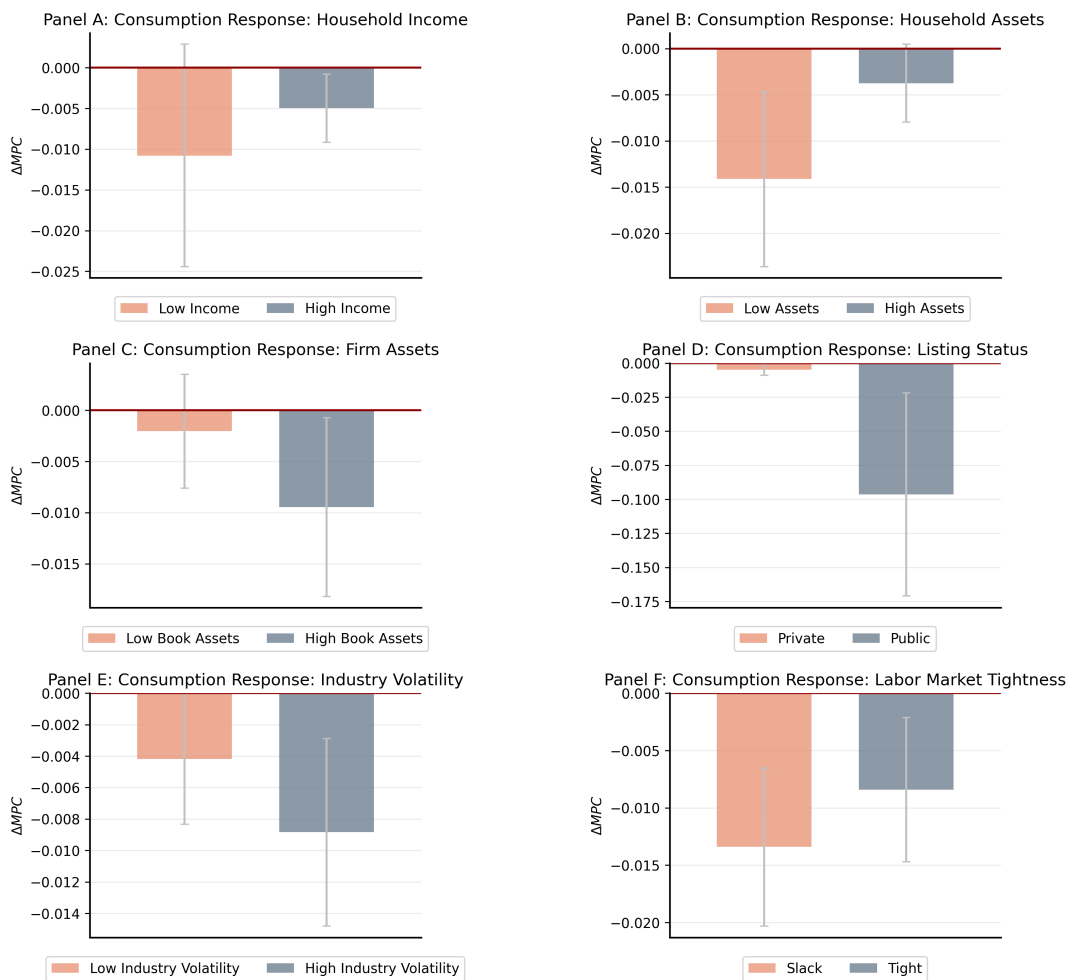 Panel A: Consumption Response: Household Income
0.000
−0.005
−0.010
−0.015
−0.020
−0.025
ΔMPC
Low Income High Income
Panel B: Consumption Response: Household Assets
0.000
−0.005
−0.010
−0.015
−0.020
ΔMPC
Low Assets High Assets
Panel C: Consumption Response: Firm Assets
0.000
−0.005
−0.010
−0.015
ΔMPC
Low Book Assets High Book Assets
Panel D: Consumption Response: Listing Status
0.000
−0.025
−0.050
−0.075
−0.100
−0.125
−0.150
−0.175
ΔMPC
Private Public
Panel E: Consumption Response: Industry Volatility
0.000
−0.002
−0.004
−0.006
−0.008
−0.010
−0.012
−0.014
ΔMPC
Low Industry Volatility High Industry Volatility
Panel F: Consumption Response: Labor Market Tightness
0.000
−0.005
−0.010
−0.015
−0.020
ΔMPC
Slack Tight